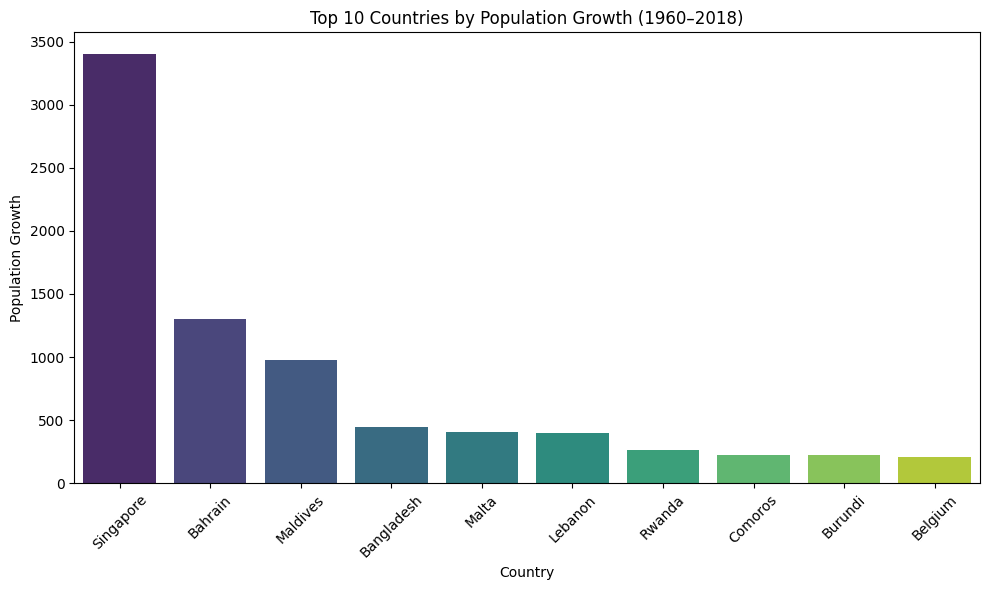 Top 10 Countries by Population Growth (1960–2018)
Population Growth
3500
3000
2500
2000
1500
1000
500
0
Singapore
Bahrain
Maldives
Bangladesh
Malta
Lebanon
Rwanda
Comoros
Burundi
Belgium
Country